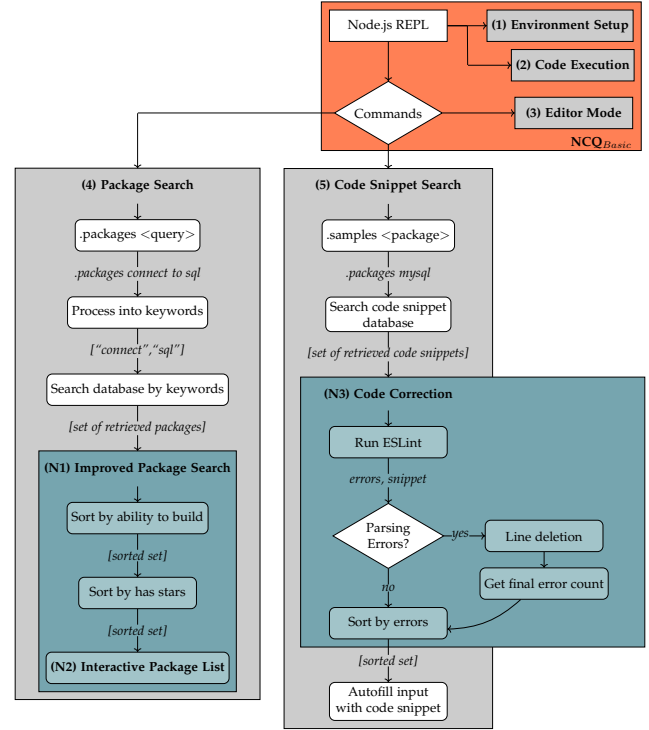 Node.js REPL
(1) Environment Setup
(2) Code Execution
Commands
(3) Editor Mode
NCQBasic
(4) Package Search
.packages <query>
.packages connect to sql
Process into keywords
[“connect”,“sql”]
Search database by keywords
[set of retrieved packages]
(N1) Improved Package Search
Sort by ability to build
[sorted set]
Sort by has stars
[sorted set]
(N2) Interactive Package List
(5) Code Snippet Search
.samples <package>
.packages mysql
Search code snippet
database
[set of retrieved code snippets]
(N3) Code Correction
Run ESLint
errors, snippet
Parsing
Errors?
yes
Line deletion
Get final error count
no
Sort by errors
[sorted set]
Autofill input
with code snippet